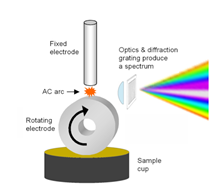 Fixed
electrode
Optics & diffraction
grating produce
a spectrum
AC arc
Rotating
electrode
Sample
cup